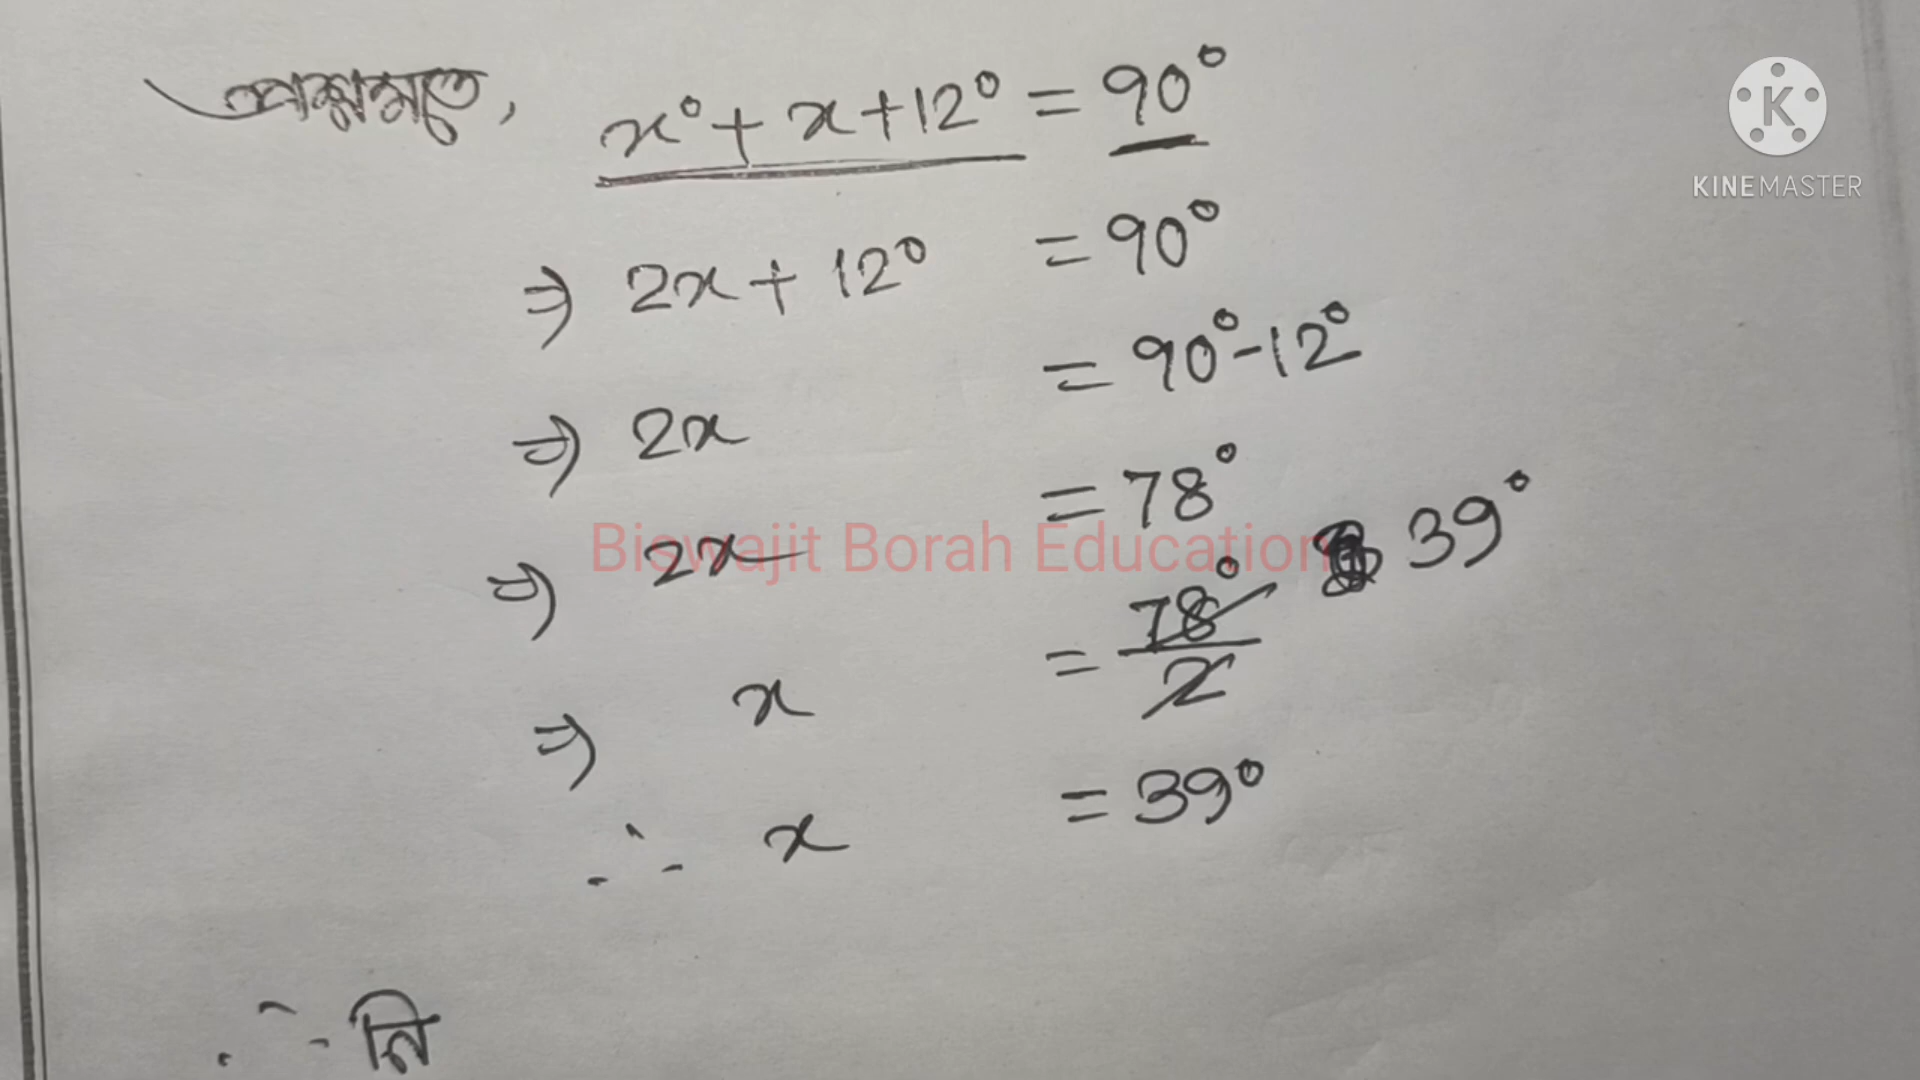 প্রশ্নমতে, x° + x + 12° = 90°
⇒ 2x + 12° = 90°
⇒ 2x = 90° - 12°
⇒ 2x = 78°
⇒ x = 78°/2 39°
∴ x = 39°
∴ নি
Biswajit Borah Education
K
KINEMASTER